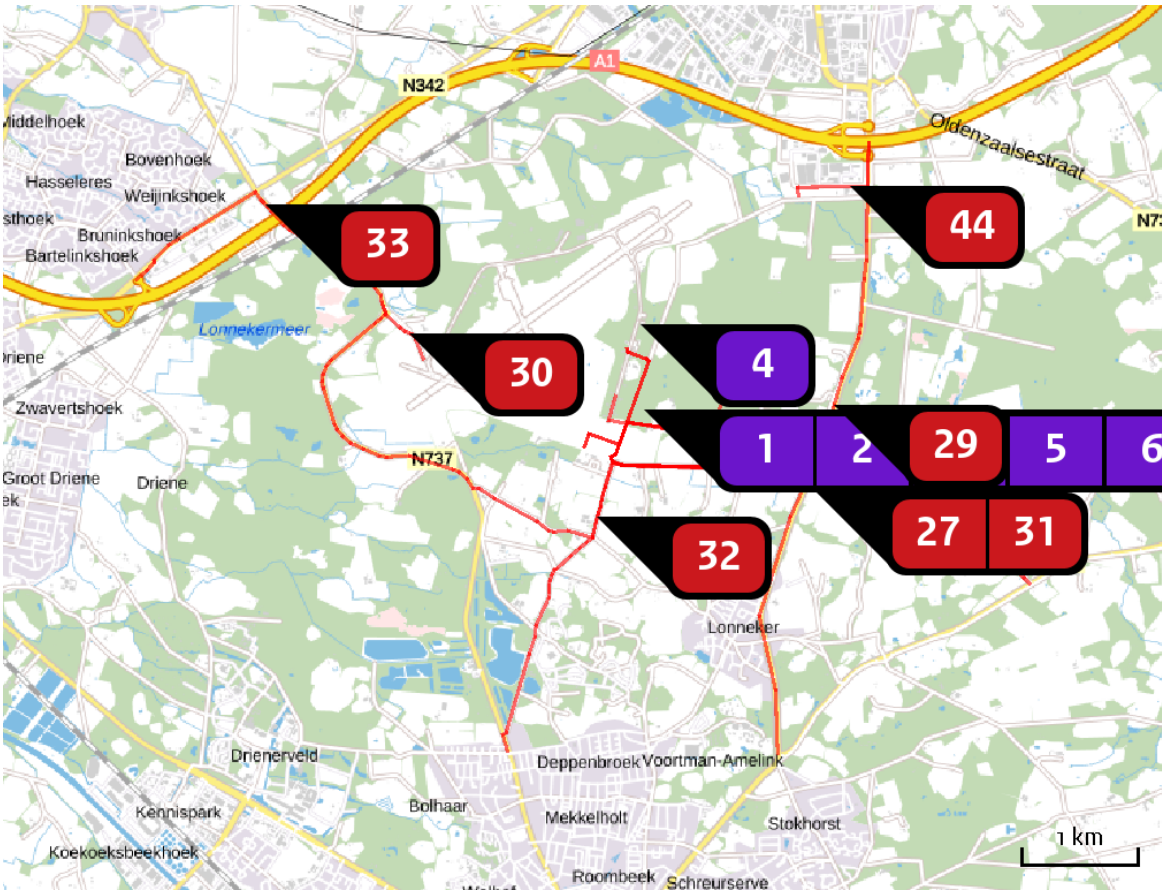 A1
N342
Middelhoek
Oldenzaalsestraat
Bovenhoek
Hasseleres
Weijinkshoek
sthoek
N73
Bruninkshoek
44
33
Bartelinkshoek
Lonnekermeer
Driene
4
30
Zwavertshoek
1 2 29 5 6
N737
Groot Driene
Driene
ek
27 31
32
Lonneker
Drienerveld
Deppenbroek
Voortman-Amelink
Bolhaar
Kennispark
Mekkelholt
Stokhorst
1 km
Koekoeksbeekhoek
Roombeek
Schreurserve